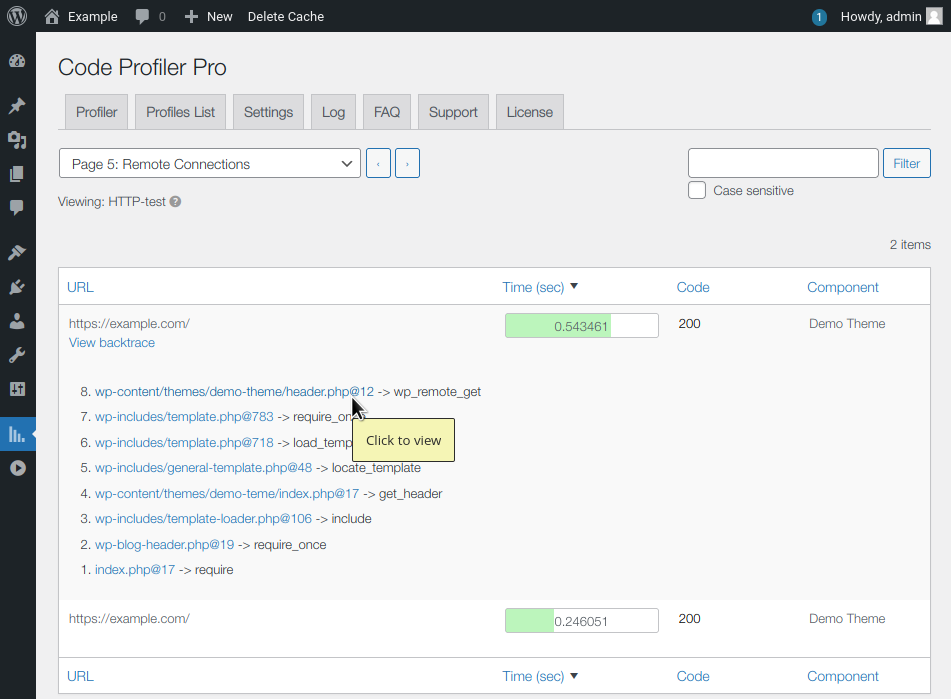 Example 0 New Delete Cache 1 Howdy, admin
Code Profiler Pro
Profiler Profiles List Settings Log FAQ Support License
Page 5: Remote Connections ‹ › Filter
Case sensitive
Viewing: HTTP-test ?
2 items
URL Time (sec) Code Component
https://example.com/ 0.543461 200 Demo Theme
View backtrace
8. wp-content/themes/demo-theme/header.php@12 -> wp_remote_get
7. wp-includes/template.php@783 -> require_on
6. wp-includes/template.php@718 -> load_temp
Click to view
5. wp-includes/general-template.php@48 -> locate_template
4. wp-content/themes/demo-teme/index.php@17 -> get_header
3. wp-includes/template-loader.php@106 -> include
2. wp-blog-header.php@19 -> require_once
1. index.php@17 -> require
https://example.com/ 0.246051 200 Demo Theme
URL Time (sec) Code Component